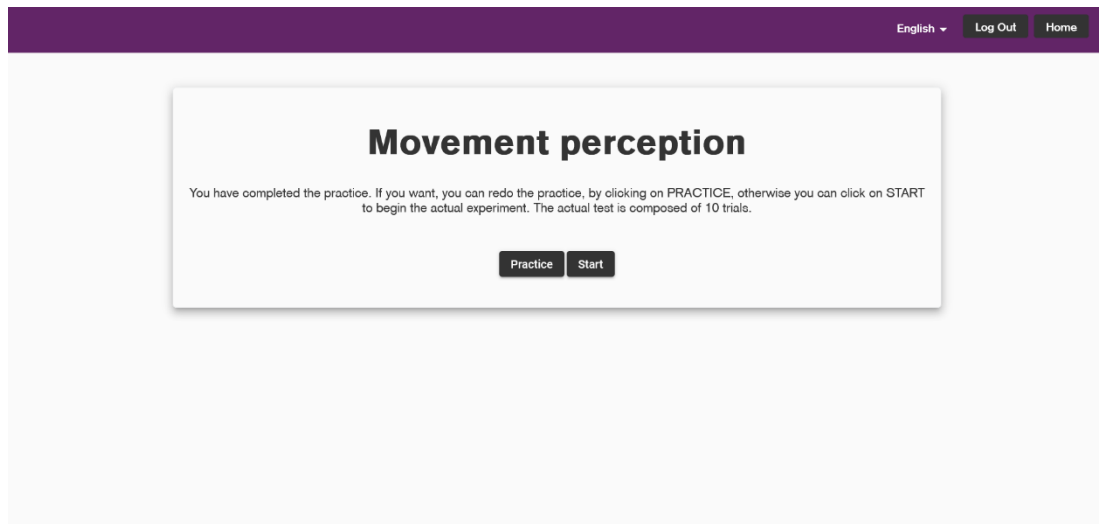 English
Log Out
Home
Movement perception
You have completed the practice. If you want, you can redo the practice, by clicking on PRACTICE, otherwise you can click on START
to begin the actual experiment. The actual test is composed of 10 trials.
Practice
Start